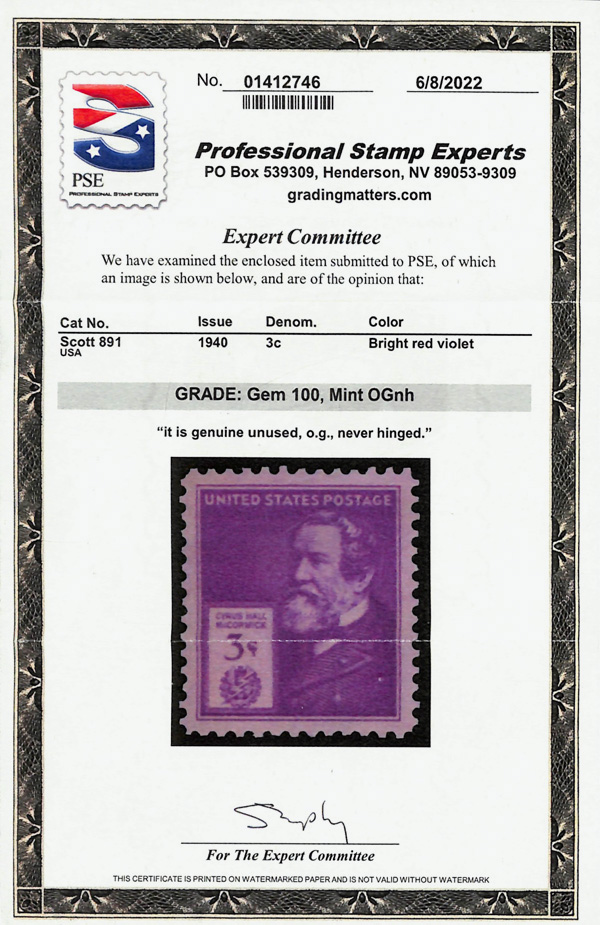 No. 01412746 6/8/2022
PSE
PROFESSIONAL STAMP EXPERTS
Professional Stamp Experts
PO Box 539309, Henderson, NV 89053-9309
gradingmatters.com
Expert Committee
We have examined the enclosed item submitted to PSE, of which
an image is shown below, and are of the opinion that:
Cat No. Issue Denom. Color
Scott 891 1940 3c Bright red violet
USA
GRADE: Gem 100, Mint OGnh
“it is genuine unused, o.g., never hinged.”
UNITED STATES POSTAGE
CYRUS HALL
McCORMICK
3¢
For The Expert Committee
THIS CERTIFICATE IS PRINTED ON WATERMARKED PAPER AND IS NOT VALID WITHOUT WATERMARK